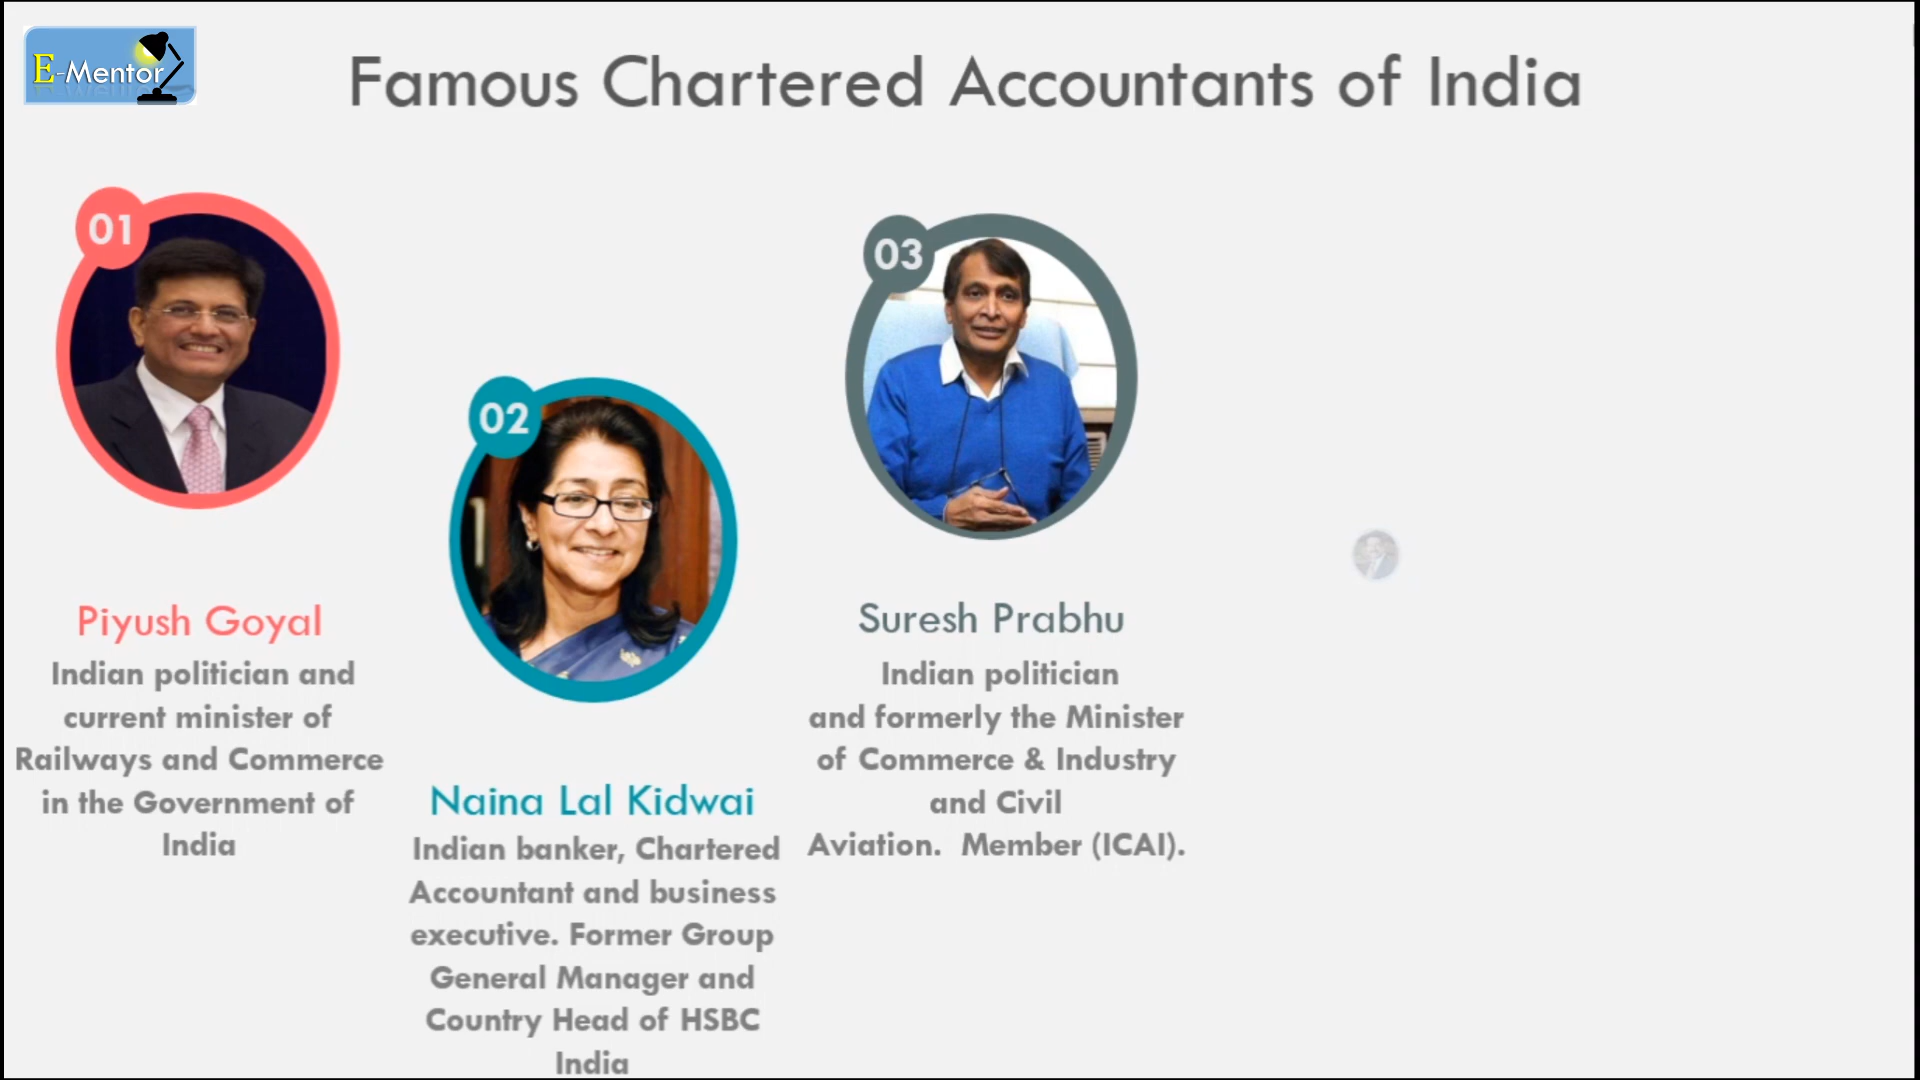 E-Mentor
Famous Chartered Accountants of India
01
Piyush Goyal
Indian politician and
current minister of
Railways and Commerce
in the Government of
India
02
Naina Lal Kidwai
Indian banker, Chartered
Accountant and business
executive. Former Group
General Manager and
Country Head of HSBC
India
03
Suresh Prabhu
Indian politician
and formerly the Minister
of Commerce & Industry
and Civil
Aviation.  Member (ICAI).